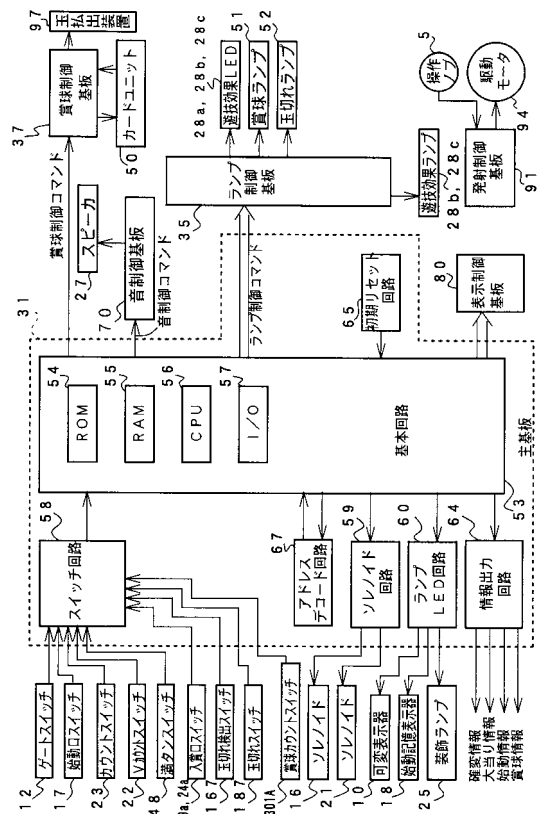 12
ゲートスイッチ
17
始動口スイッチ
23
カウントスイッチ
22
Vカウントスイッチ
48
満タンスイッチ
9a,24a
入賞口スイッチ
167
玉切れ検出スイッチ
187
玉切れスイッチ
301A
賞球カウントスイッチ
16
ソレノイド
21
ソレノイド
10
可変表示器
18
始動記憶表示器
25
装飾ランプ
確変情報
大当り情報
始動情報
賞球情報
58
スイッチ回路
67
アドレス
デコード回路
59
ソレノイド
回路
60
ランプ
LED回路
64
情報出力
回路
31
54
ROM
55
RAM
56
CPU
57
I/O
基本回路
53
主基板
65
初期リセット
回路
賞球制御コマンド
27
スピーカ
70
音制御基板
音制御コマンド
ランプ制御コマンド
37
賞球制御
基板
97
玉払出装置
カードユニット
50
35
ランプ
制御
基板
28a, 28b, 28c
遊技効果LED
51
賞球ランプ
52
玉切れランプ
遊技効果ランプ
28b, 28c
80
表示制御
基板
5
操作
ノブ
駆動
モータ
94
発射制御
基板
91